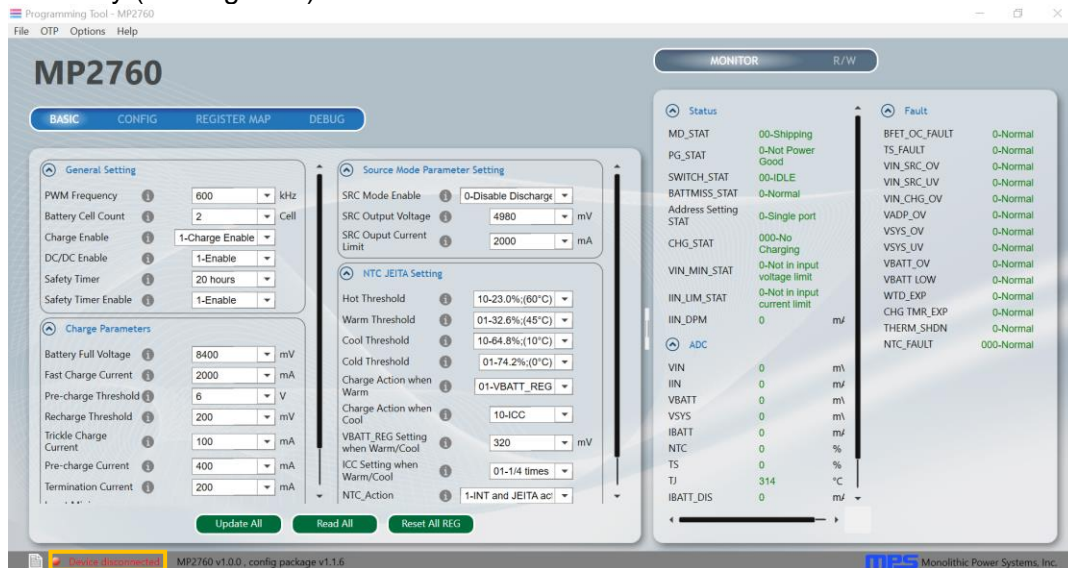 Programming Tool - MP2760
File OTP Options Help
MP2760
MONITOR R/W
BASIC CONFIG REGISTER MAP DEBUG
General Setting
PWM Frequency 600 kHz
Battery Cell Count 2 Cell
Charge Enable 1-Charge Enable
DC/DC Enable 1-Enable
Safety Timer 20 hours
Safety Timer Enable 1-Enable
Charge Parameters
Battery Full Voltage 8400 mV
Fast Charge Current 2000 mA
Pre-charge Threshold 6 V
Recharge Threshold 200 mV
Trickle Charge
Current 100 mA
Pre-charge Current 400 mA
Termination Current 200 mA
Source Mode Parameter Setting
SRC Mode Enable 0-Disable Discharge
SRC Output Voltage 4980 mV
SRC Ouput Current
Limit 2000 mA
NTC JEITA Setting
Hot Threshold 10-23.0%;(60°C)
Warm Threshold 01-32.6%;(45°C)
Cool Threshold 10-64.8%;(10°C)
Cold Threshold 01-74.2%;(0°C)
Charge Action when
Warm 01-VBATT_REG
Charge Action when
Cool 10-ICC
VBATT_REG Setting
when Warm/Cool 320 mV
ICC Setting when
Warm/Cool 01-1/4 times
NTC_Action 1-INT and JEITA ac
Update All Read All Reset All REG
Status
MD_STAT 00-Shipping
PG_STAT 0-Not Power
Good
SWITCH_STAT 00-IDLE
BATTMISS_STAT 0-Normal
Address Setting
STAT 0-Single port
CHG_STAT 000-No
Charging
VIN_MIN_STAT 0-Not in input
voltage limit
IIN_LIM_STAT 0-Not in input
current limit
IIN_DPM 0 m
ADC
VIN 0 m
IIN 0 m
VBATT 0 m
VSYS 0 m
IBATT 0 m
NTC 0 %
TS 0 %
TJ 314 °C
IBATT_DIS 0 m
Fault
BFET_OC_FAULT 0-Normal
TS_FAULT 0-Normal
VIN_SRC_OV 0-Normal
VIN_SRC_UV 0-Normal
VIN_CHG_OV 0-Normal
VADP_OV 0-Normal
VSYS_OV 0-Normal
VSYS_UV 0-Normal
VBATT_OV 0-Normal
VBATT LOW 0-Normal
WTD_EXP 0-Normal
CHG TMR_EXP 0-Normal
THERM_SHDN 0-Normal
NTC_FAULT 000-Normal
Device disconnected MP2760 v1.0.0 , config package v1.1.6 mps Monolithic Power Systems, Inc.